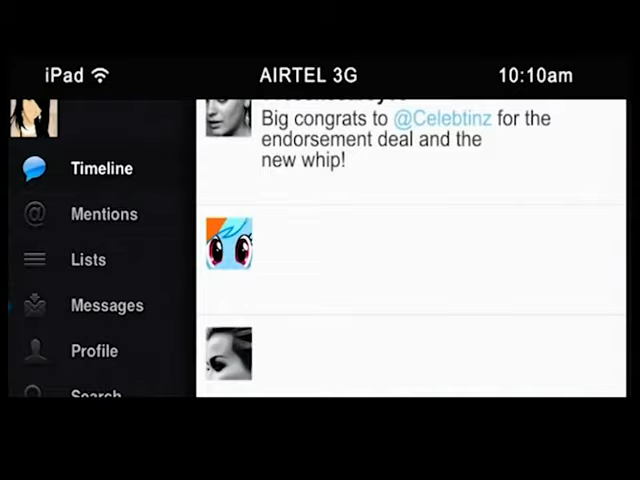 iPad AIRTEL 3G 10:10am
Big congrats to @Celebtinz for the
endorsement deal and the
new whip!
Timeline
Mentions
Lists
Messages
Profile
Search